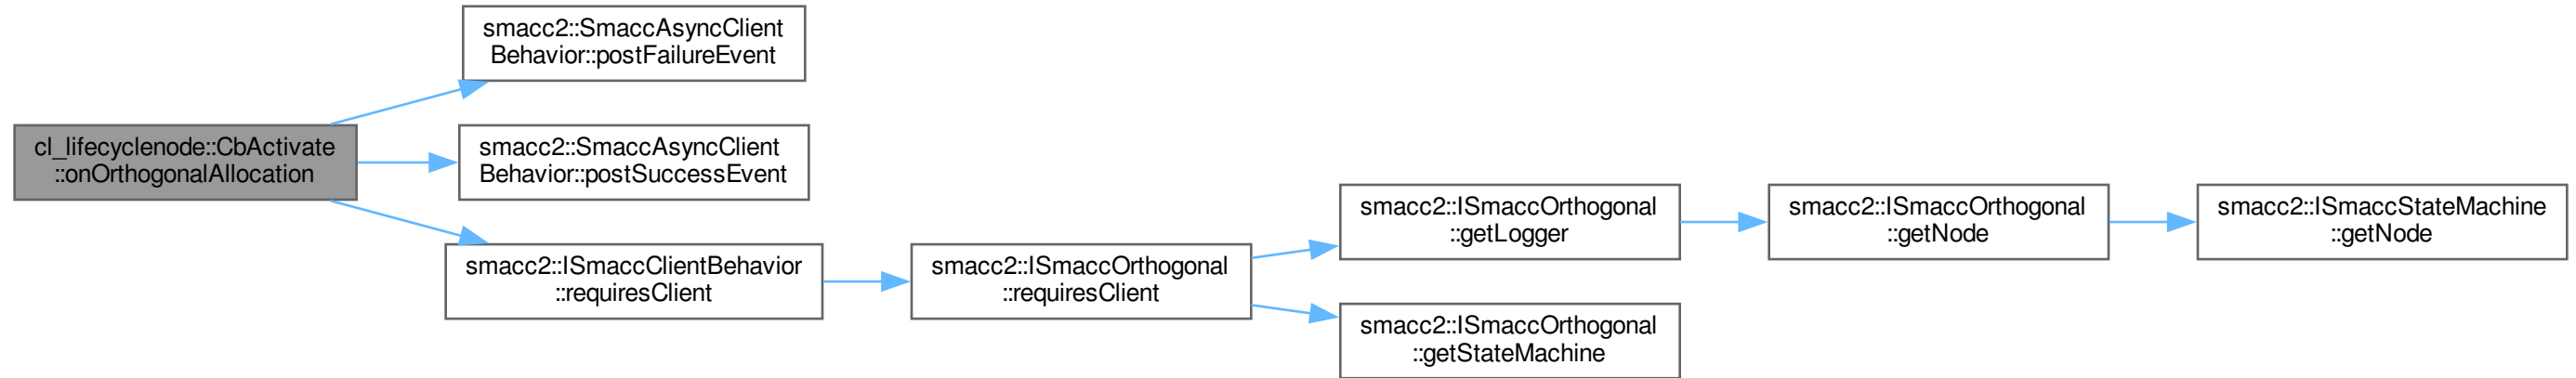 smacc2::SmaccAsyncClient
Behavior::postFailureEvent
cl_lifecyclenode::CbActivate
::onOrthogonalAllocation
smacc2::SmaccAsyncClient
Behavior::postSuccessEvent
smacc2::ISmaccClientBehavior
::requiresClient
smacc2::ISmaccOrthogonal
::requiresClient
smacc2::ISmaccOrthogonal
::getLogger
smacc2::ISmaccOrthogonal
::getNode
smacc2::ISmaccStateMachine
::getNode
smacc2::ISmaccOrthogonal
::getStateMachine